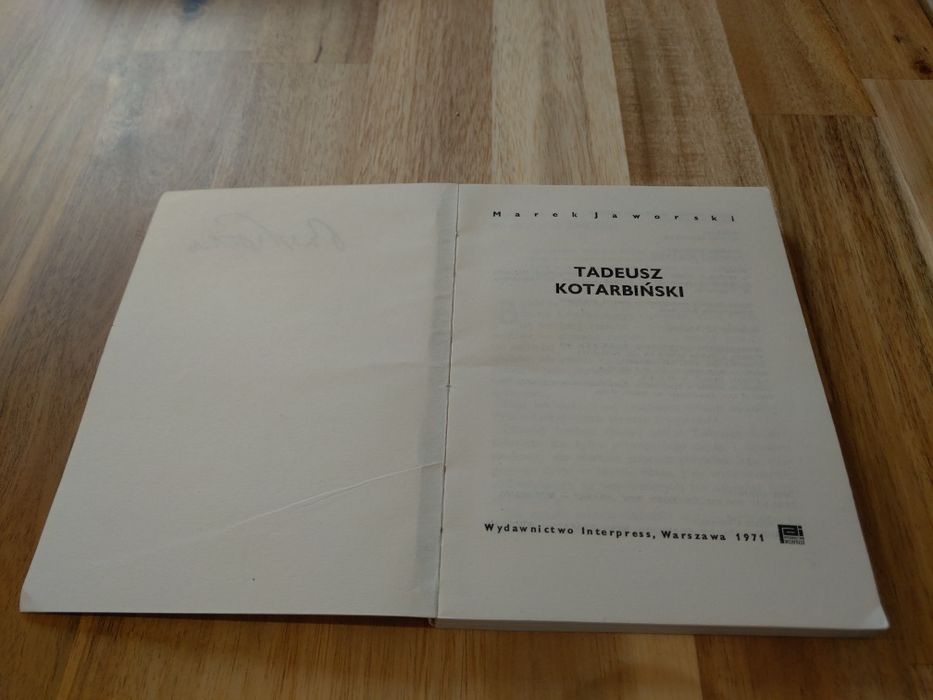 Marek Jaworski
TADEUSZ
KOTARBIŃSKI
Wydawnictwo Interpress, Warszawa 1971